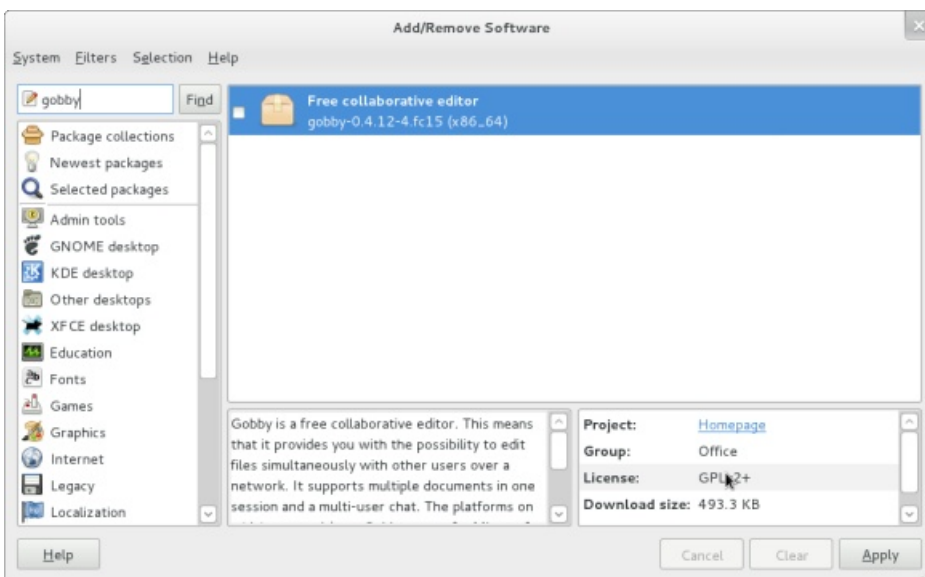 Add/Remove Software
System Filters Selection Help
gobby
Find
Package collections
Newest packages
Selected packages
Admin tools
GNOME desktop
KDE desktop
Other desktops
XFCE desktop
Education
Fonts
Games
Graphics
Internet
Legacy
Localization
Free collaborative editor
gobby-0.4.12-4.fc15 (x86_64)
Gobby is a free collaborative editor. This means
that it provides you with the possibility to edit
files simultaneously with other users over a
network. It supports multiple documents in one
session and a multi-user chat. The platforms on
Project: Homepage
Group: Office
License:
Download size: 493.3 KB
Help
Cancel
Clear
Apply